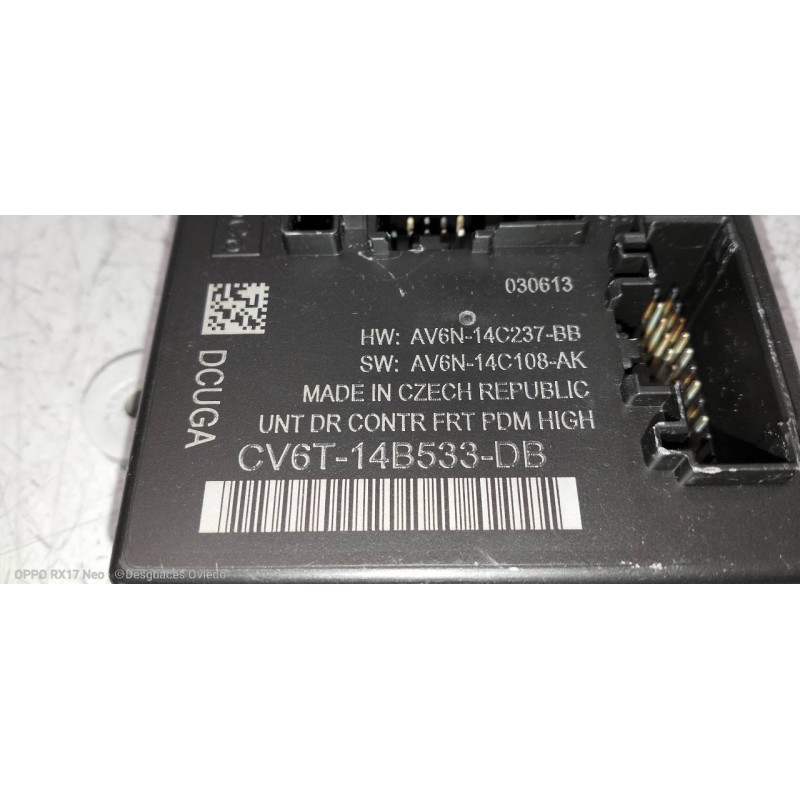 030613
HW: AV6N-14C237-BB
SW: AV6N-14C108-AK
MADE IN CZECH REPUBLIC
UNT DR CONTR FRT PDM HIGH
CV6T-14B533-DB
DCUGA
OPPO RX17 Neo ©Desguaces Oviedo